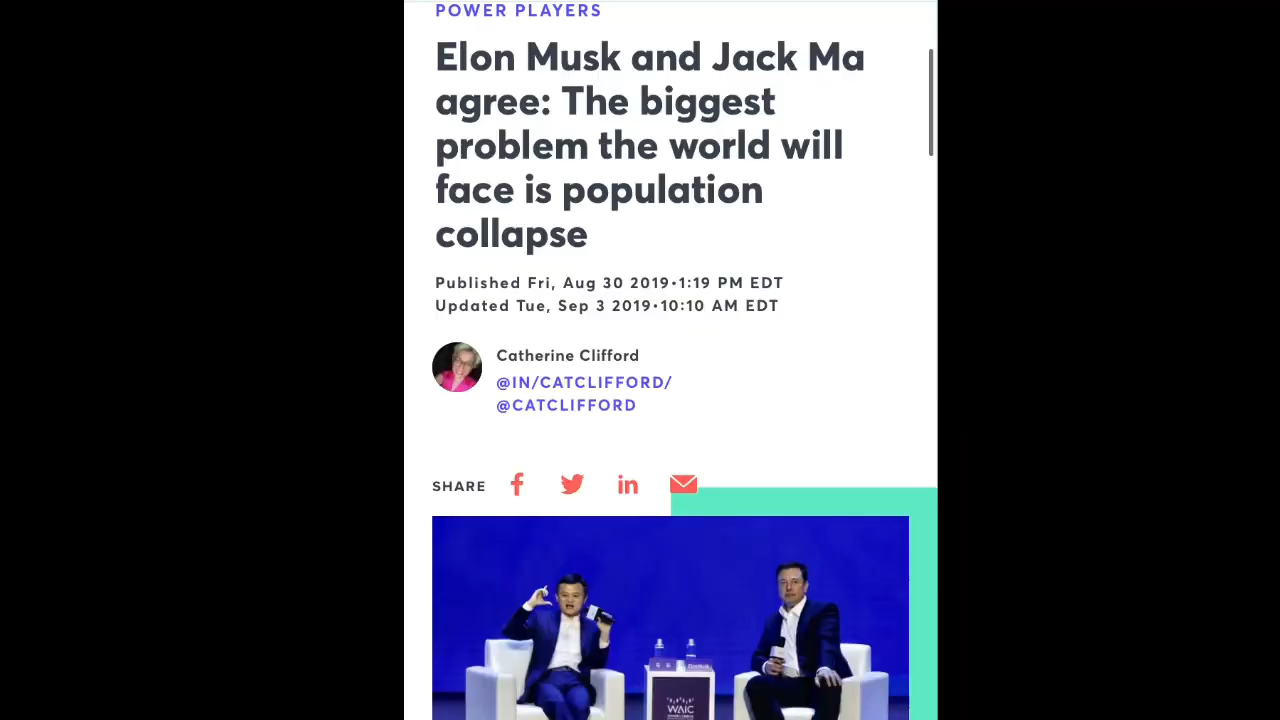 POWER PLAYERS
Elon Musk and Jack Ma
agree: The biggest
problem the world will
face is population
collapse
Published Fri, Aug 30 2019•1:19 PM EDT
Updated Tue, Sep 3 2019•10:10 AM EDT
Catherine Clifford
@IN/CATCLIFFORD/
@CATCLIFFORD
SHARE
WAIC